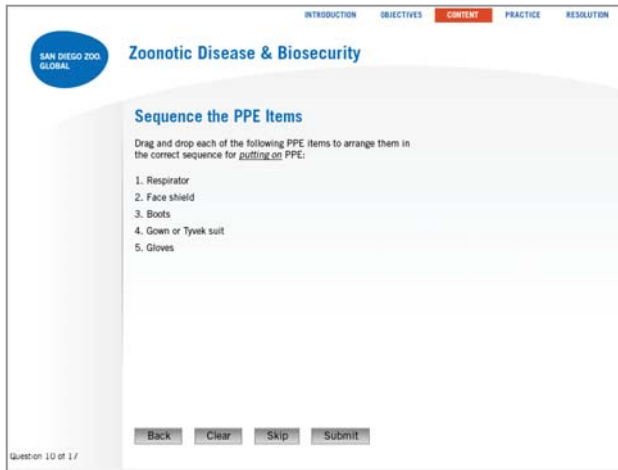 INTRODUCTION OBJECTIVES CONTENT PRACTICE RESOLUTION
SAN DIEGO ZOO.
GLOBAL
Zoonotic Disease & Biosecurity
Sequence the PPE Items
Drag and drop each of the following PPE items to arrange them in
the correct sequence for putting on PPE:
1. Respirator
2. Face shield
3. Boots
4. Gown or Tyvek suit
5. Gloves
Back Clear Skip Submit
Question 10 of 17